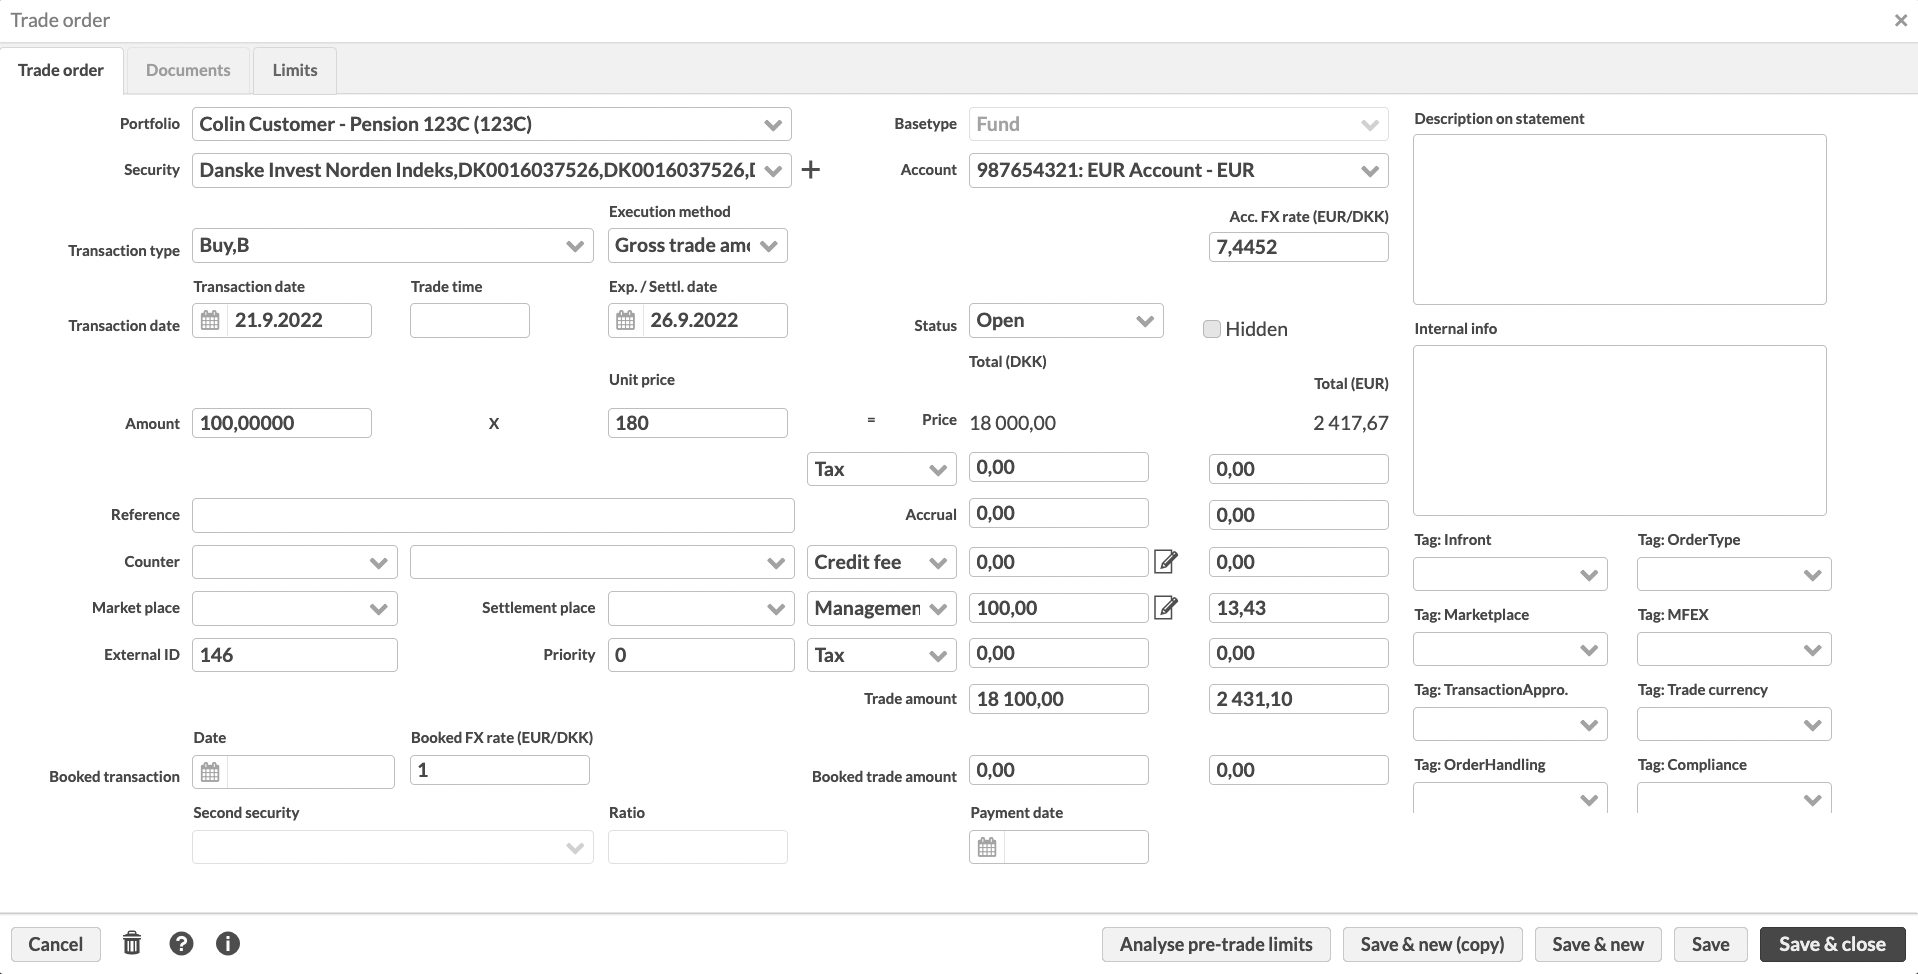 Trade order
×
Trade order Documents Limits
Portfolio Colin Customer - Pension 123C (123C) Basetype Fund Description on statement
Security Danske Invest Norden Indeks,DK0016037526,DK0016037526, + Account 987654321: EUR Account - EUR
Execution method Acc. FX rate (EUR/DKK)
Transaction type Buy,B Gross trade 7,4452
Transaction date Trade time Exp. / Settl. date
Transaction date 21.9.2022 26.9.2022 Status Open Hidden Internal info
Total (DKK)
Unit price Total (EUR)
Amount 100,00000 X 180 = Price 18 000,00 2 417,67
Tax 0,00 0,00
Reference Accrual 0,00 0,00
Tag: Infront Tag: OrderType
Counter Credit fee 0,00 0,00
Market place Settlement place Managemen 100,00 13,43
Tag: Marketplace Tag: MFEX
External ID 146 Priority 0 Tax 0,00 0,00
Trade amount 18 100,00 2 431,10
Tag: TransactionAppro. Tag: Trade currency
Date Booked FX rate (EUR/DKK)
Booked transaction 1 Booked trade amount 0,00 0,00
Tag: OrderHandling Tag: Compliance
Second security Ratio Payment date
Cancel ? i Analyse pre-trade limits Save & new (copy) Save & new Save Save & close